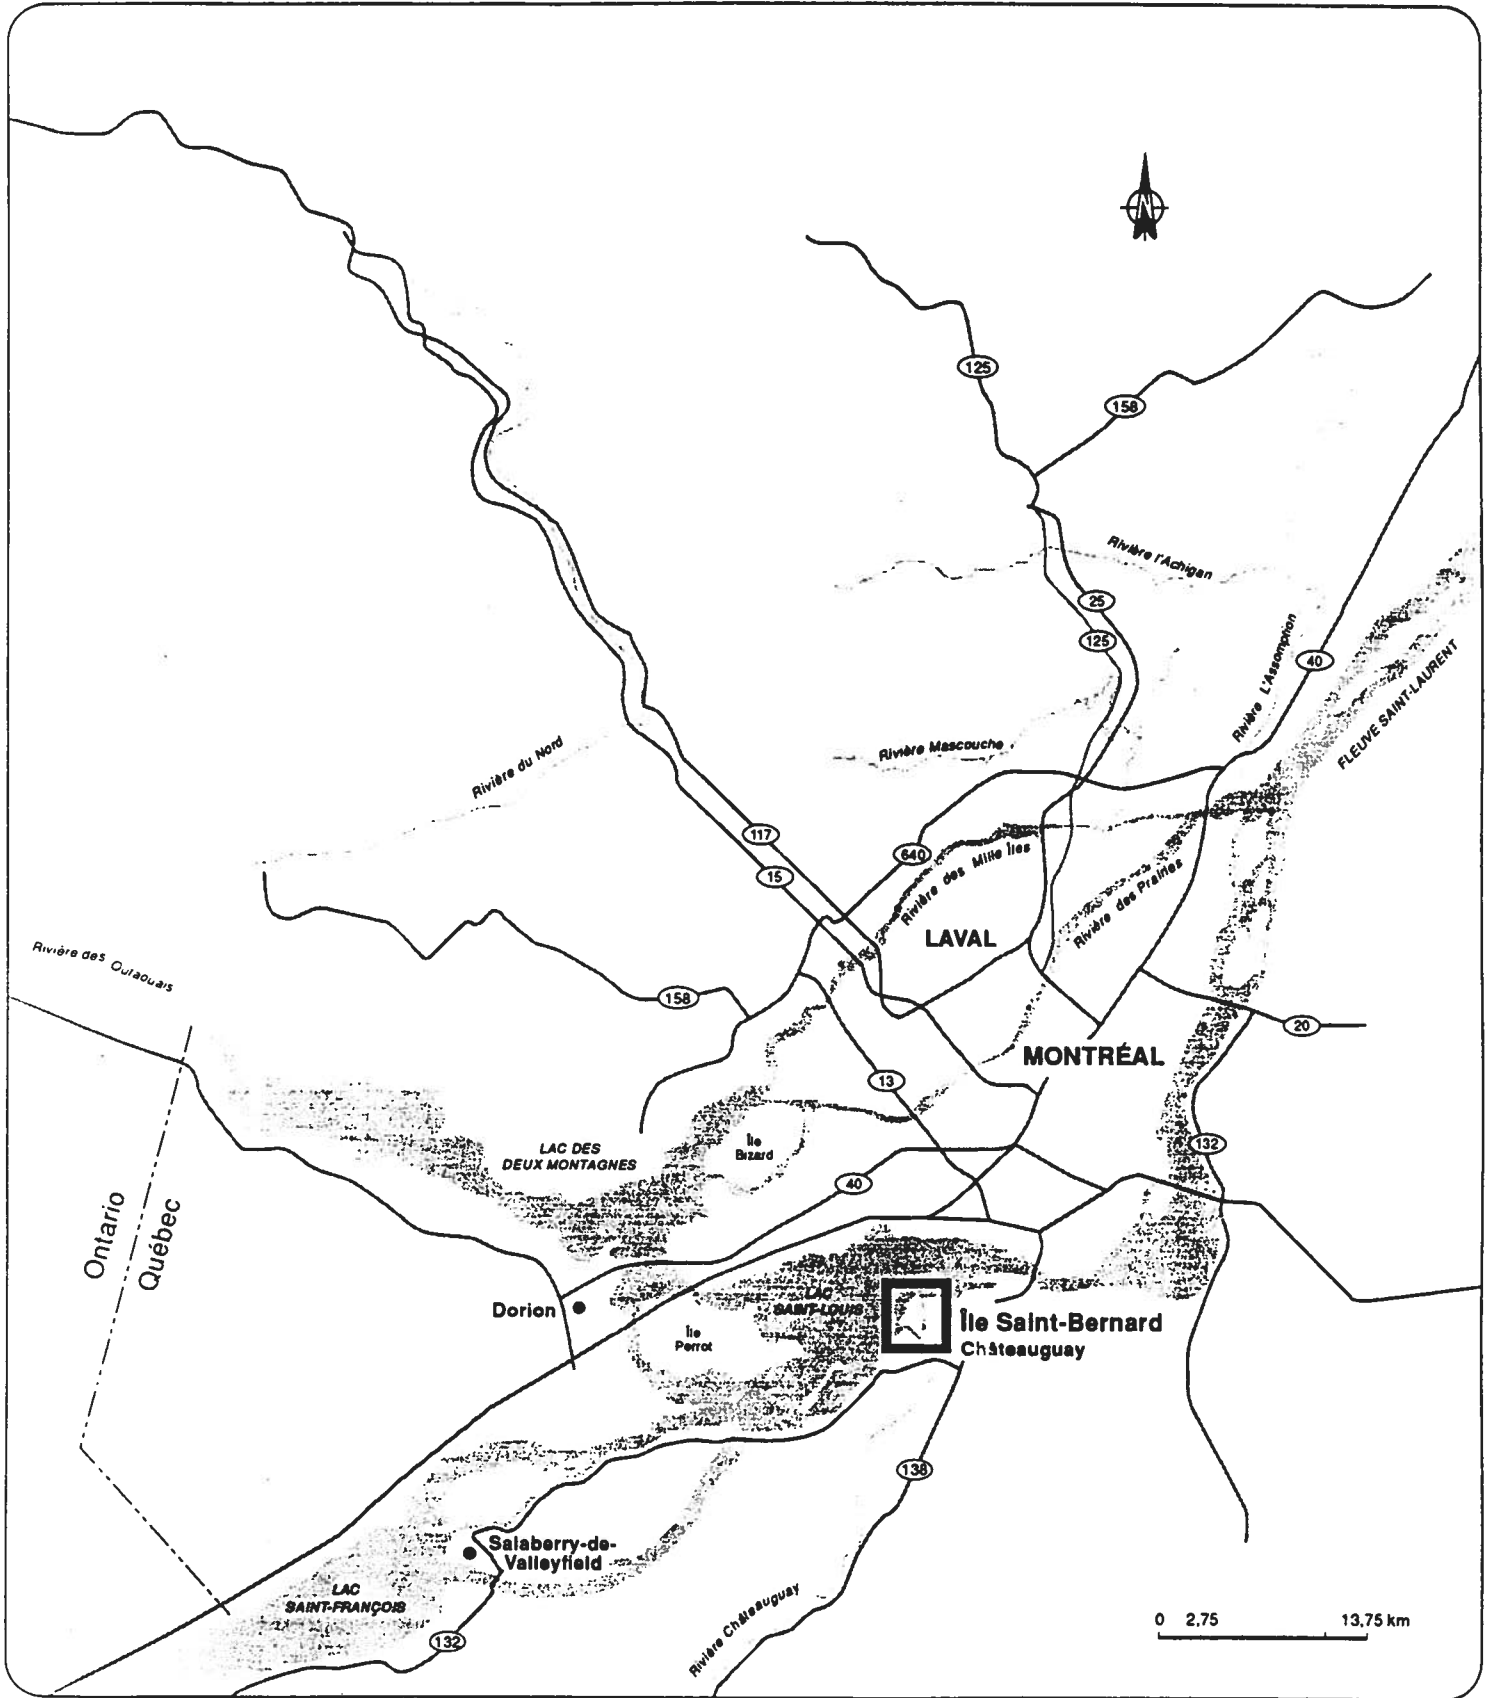 N
125
158
Rivière l'Achigan
25
125
Rivière L'Assomption
40
FLEUVE SAINT-LAURENT
Rivière Mascouche
Rivière du Nord
117
640
15
Rivière des Mille Îles
Rivière des Prairies
LAVAL
Rivière des Outaouais
158
20
MONTRÉAL
13
132
LAC DES
DEUX MONTAGNES
Île
Bizard
40
Ontario
Québec
Dorion
LAC
SAINT-LOUIS
Île Saint-Bernard
Châteauguay
Île
Perrot
138
Salaberry-de-
Valleyfield
LAC
SAINT-FRANÇOIS
132
Rivière Châteauguay
0 2,75 13,75 km